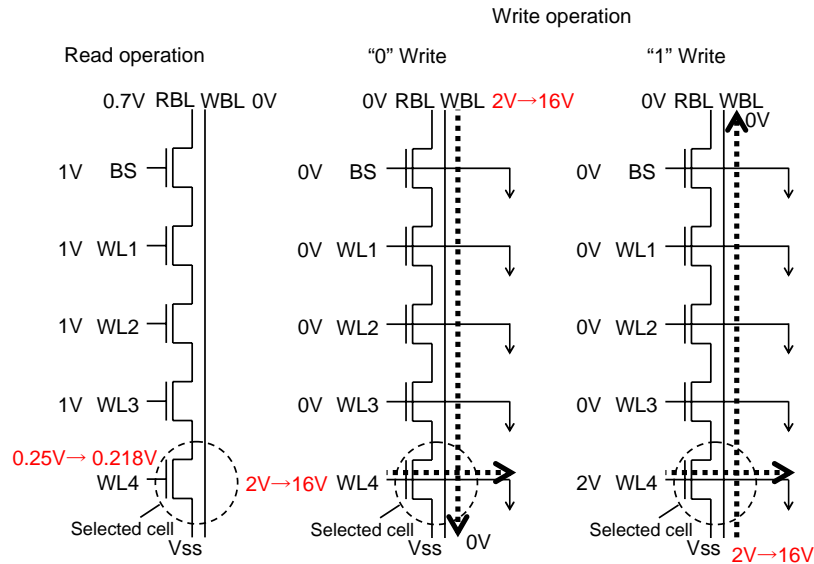 Write operation
Read operation
“0” Write
“1” Write
0.7V RBL WBL 0V
1V BS
1V WL1
1V WL2
1V WL3
0.25V→ 0.218V
WL4
Selected cell
Vss
0V RBL WBL 2V→16V
0V BS
0V WL1
0V WL2
0V WL3
2V→16V WL4
Selected cell
Vss
0V
0V RBL WBL
0V
0V BS
0V WL1
0V WL2
0V WL3
2V WL4
Selected cell
Vss
2V→16V